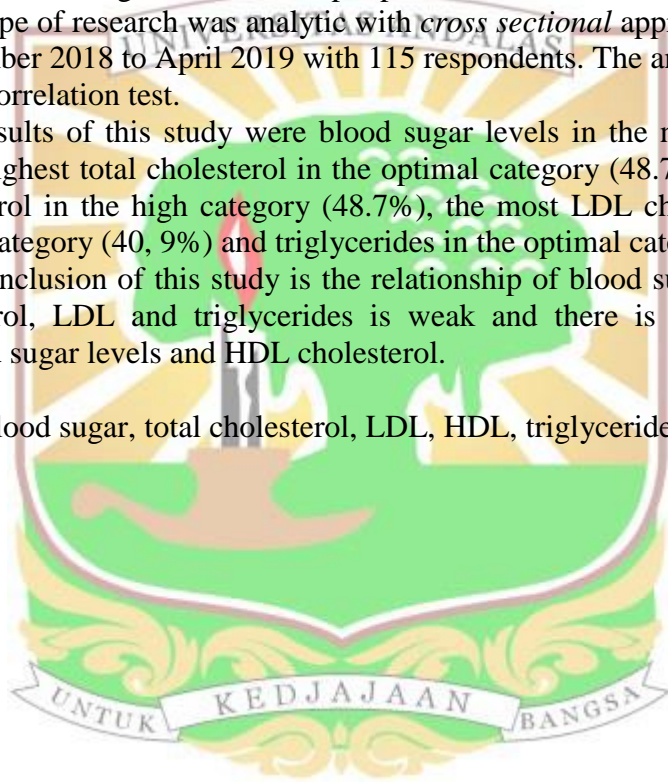 ype of research was analytic with cross sectional appr
UNIVERSITAS ANDALAS
ber 2018 to April 2019 with 115 respondents. The an
orrelation test.
sults of this study were blood sugar levels in the n
ghest total cholesterol in the optimal category (48.7
rol in the high category (48.7%), the most LDL ch
ategory (40, 9%) and triglycerides in the optimal cate
nclusion of this study is the relationship of blood su
rol, LDL and triglycerides is weak and there is
sugar levels and HDL cholesterol.
lood sugar, total cholesterol, LDL, HDL, triglyceride
UNTUK KEDJAJAAN BANGSA